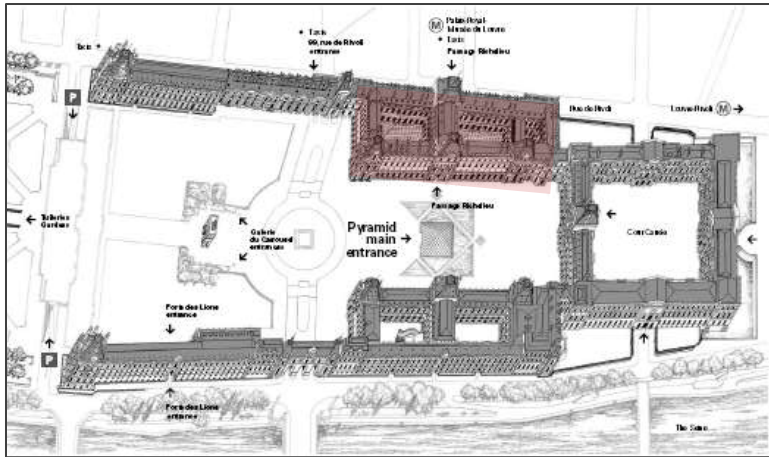 Taxis
Taxis
99, rue de Rivoli
entrance
M
Palais-Royal-
Musée du Louvre
Taxis
Passage Richelieu
P
Rue de Rivoli
Louvre-Rivoli M
Passage Richelieu
Tuileries
Gardens
Galerie
du Carrousel
entrances
Pyramid
main
entrance
Cour Carrée
Porte des Lions
entrance
P
Porte des Lions
entrance
The Seine